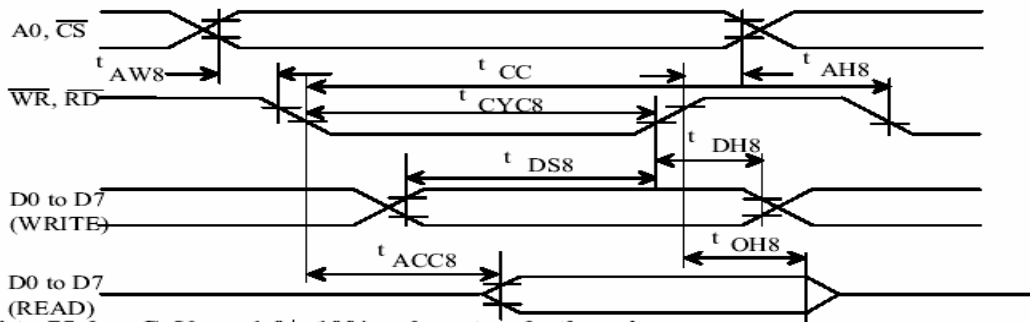 A0, CS
t AW8
t CC
t AH8
WR, RD
t CYC8
t DH8
t DS8
D0 to D7
(WRITE)
t OH8
t ACC8
D0 to D7
(READ)